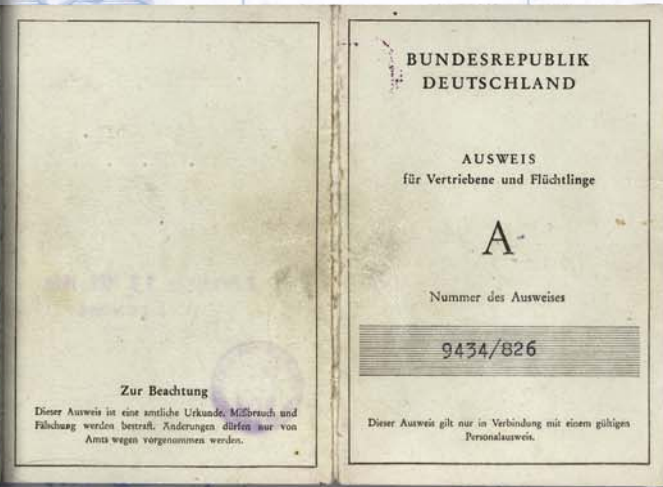 Zur Beachtung
Dieser Ausweis ist eine amtliche Urkunde. Mißbrauch und
Fälschung werden bestraft. Änderungen dürfen nur von
Amts wegen vorgenommen werden.
BUNDESREPUBLIK
DEUTSCHLAND
AUSWEIS
für Vertriebene und Flüchtlinge
A
Nummer des Ausweises
9434/826
Dieser Ausweis gilt nur in Verbindung mit einem gültigen
Personalausweis.